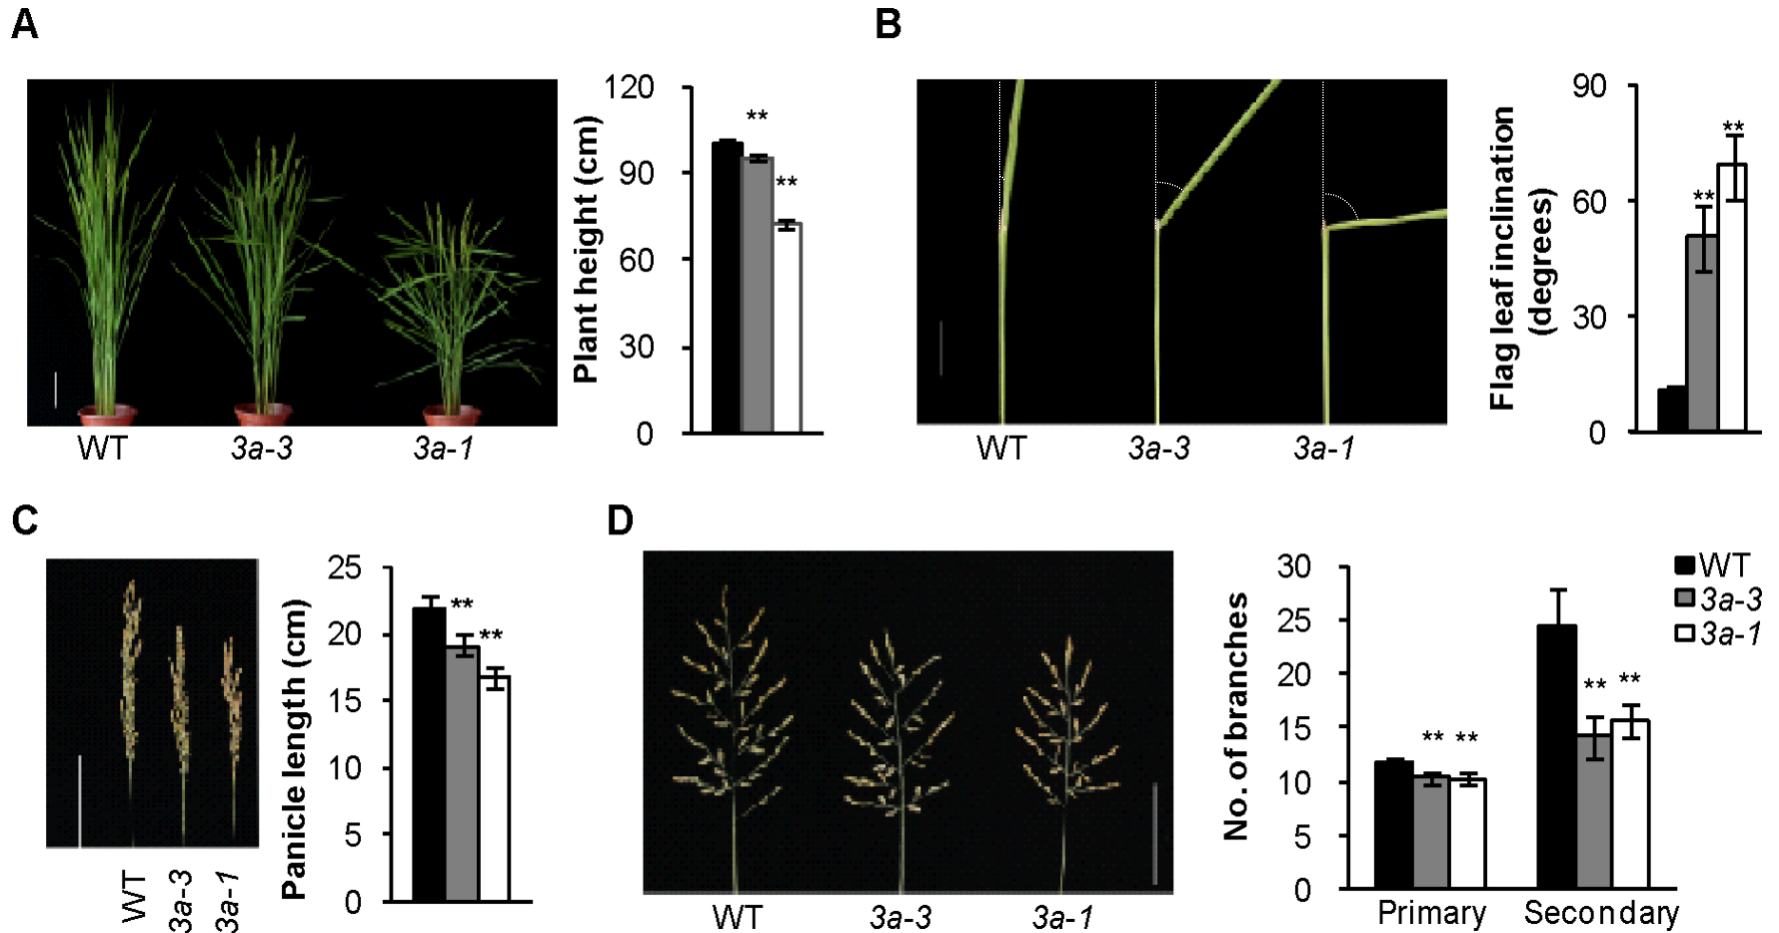 A
120
90
60
30
0
Plant height (cm)
**
**
WT
3a-3
3a-1
B
90
60
30
0
Flag leaf inclination
(degrees)
**
**
WT
3a-3
3a-1
C
25
20
15
10
5
0
Panicle length (cm)
**
**
WT
3a-3
3a-1
D
30
25
20
15
10
5
0
No. of branches
** **
** **
WT
3a-3
3a-1
Primary Secondary
WT
3a-3
3a-1